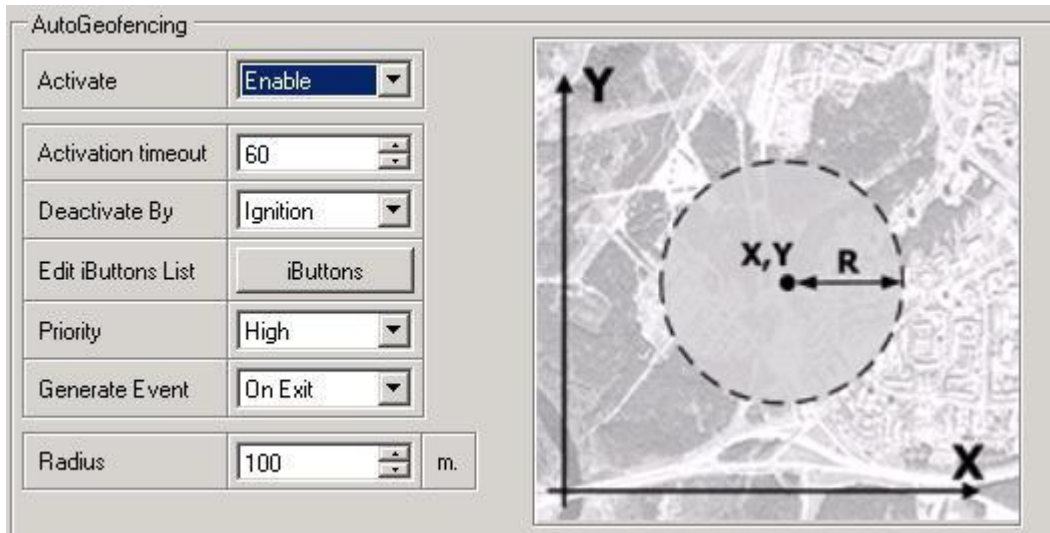 AutoGeofencing
Activate Enable
Activation timeout 60
Deactivate By Ignition
Edit iButtons List iButtons
Priority High
Generate Event On Exit
Radius 100 m.
Y
X,Y R
X